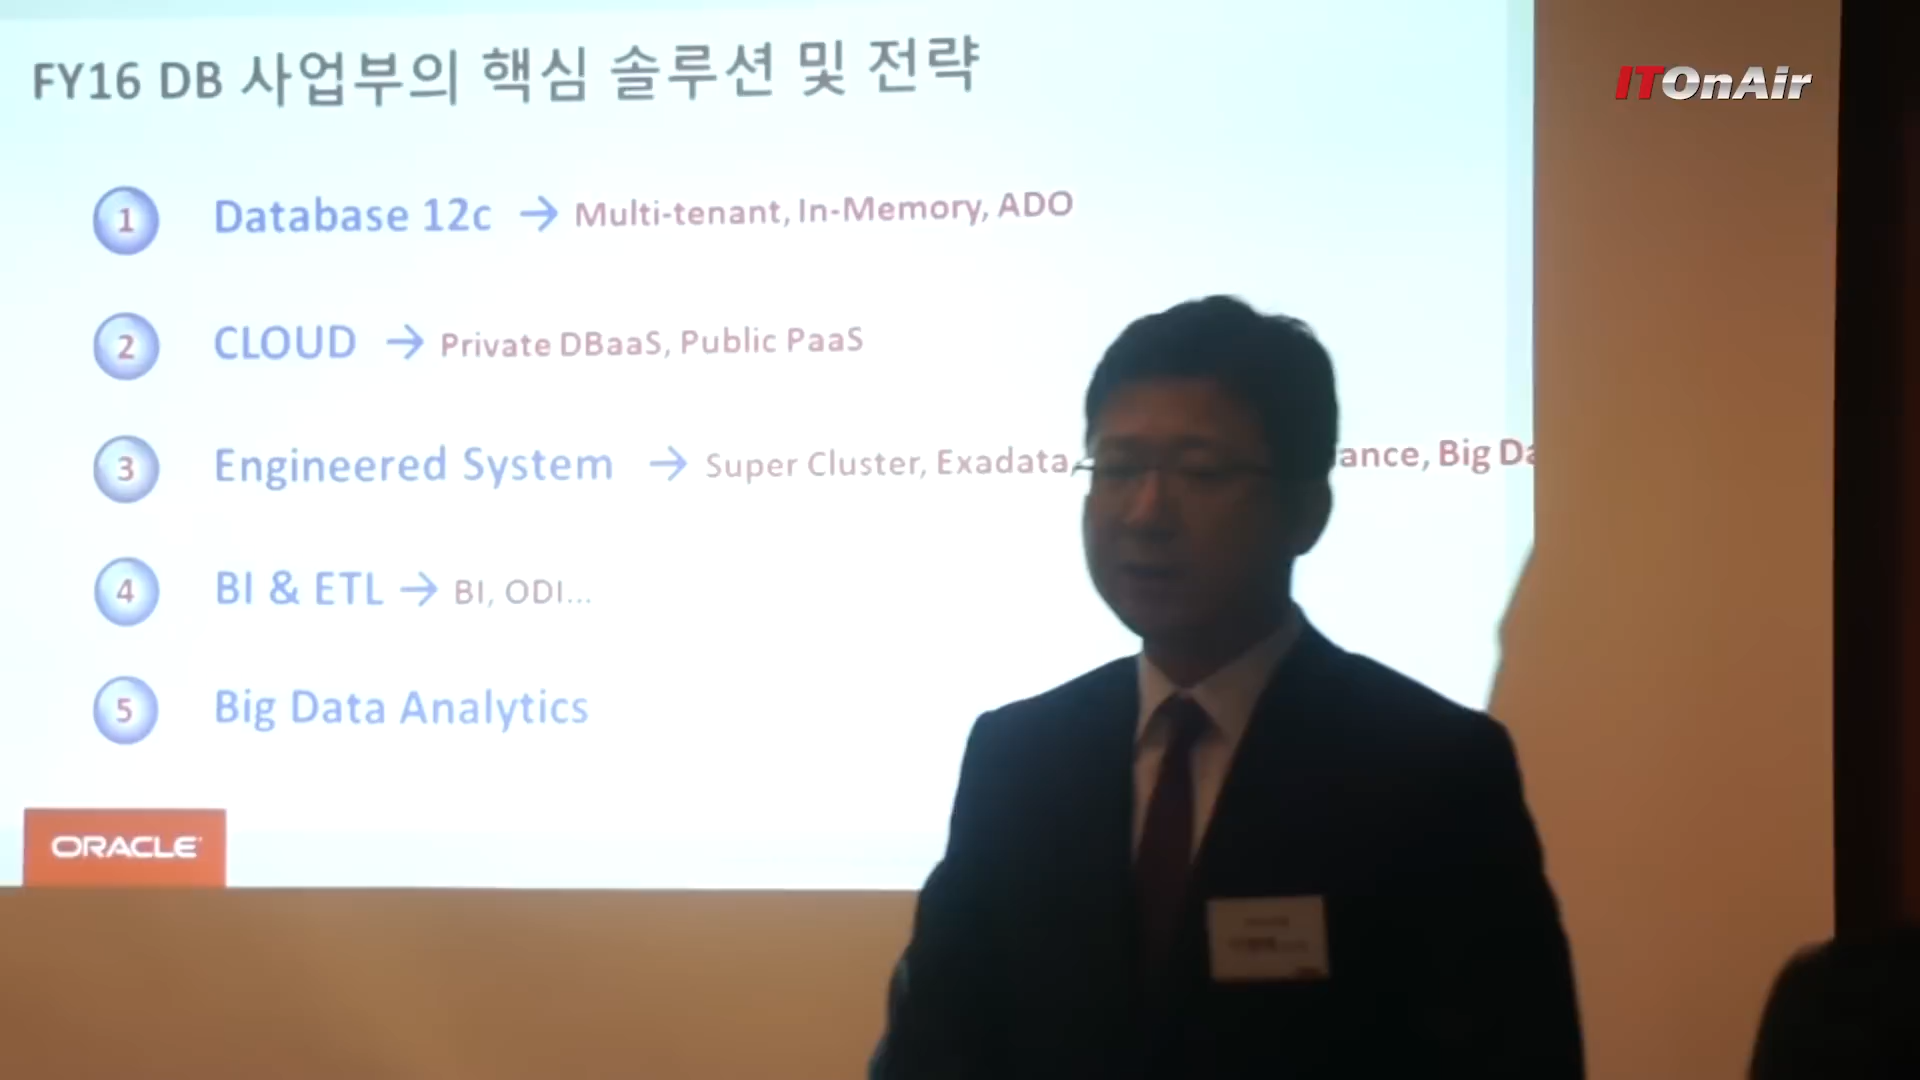 FY16 DB 사업부의 핵심 솔루션 및 전략
ITOnAir
1 Database 12c → Multi-tenant, In-Memory, ADO
2 CLOUD → Private DBaaS, Public PaaS
3 Engineered System → Super Cluster, Exadata, ance, Big Da
4 BI & ETL → BI, ODI...
5 Big Data Analytics
ORACLE